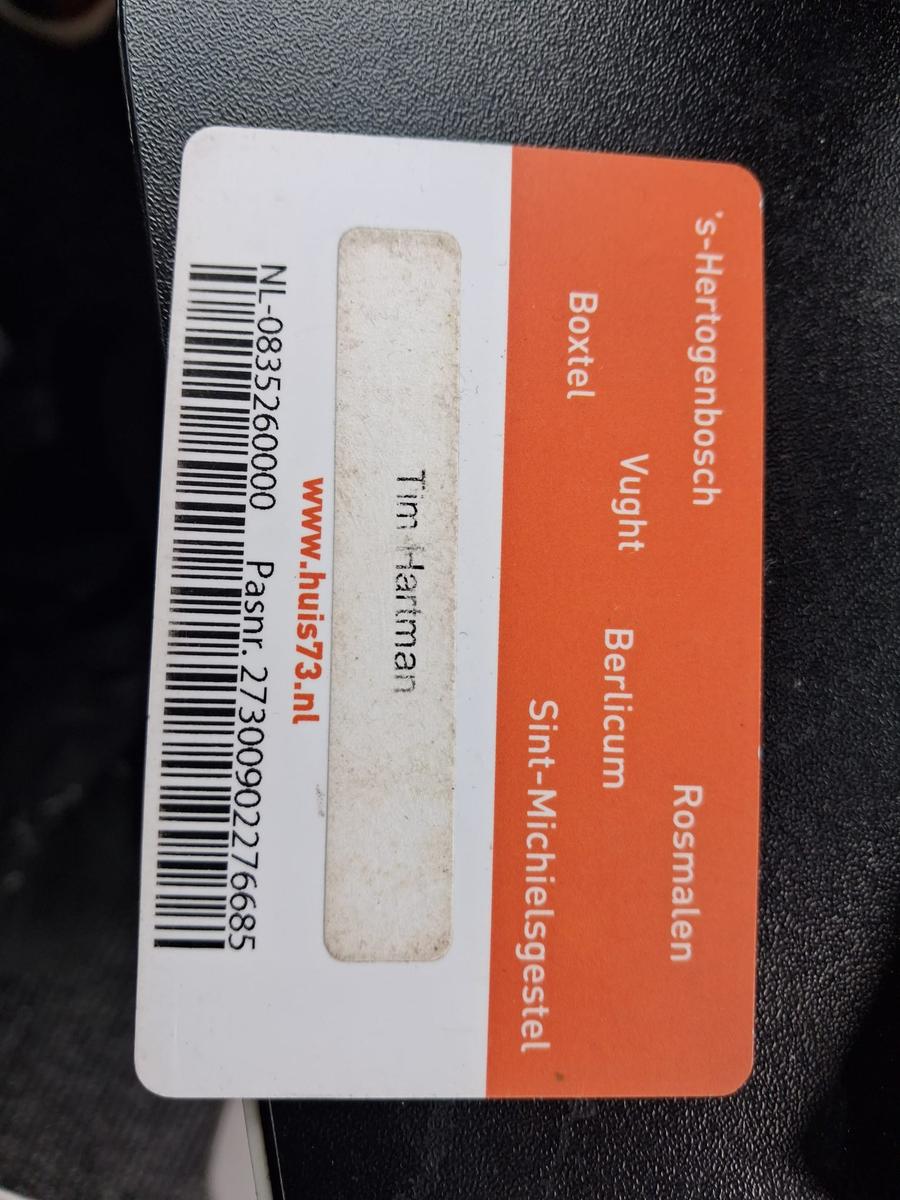 's-Hertogenbosch
Rosmalen
Vught
Berlicum
Boxtel
Sint-Michielsgestel
Tim Hartman
www.huis73.nl
NL-0835260000 Pasnr. 27300902276685